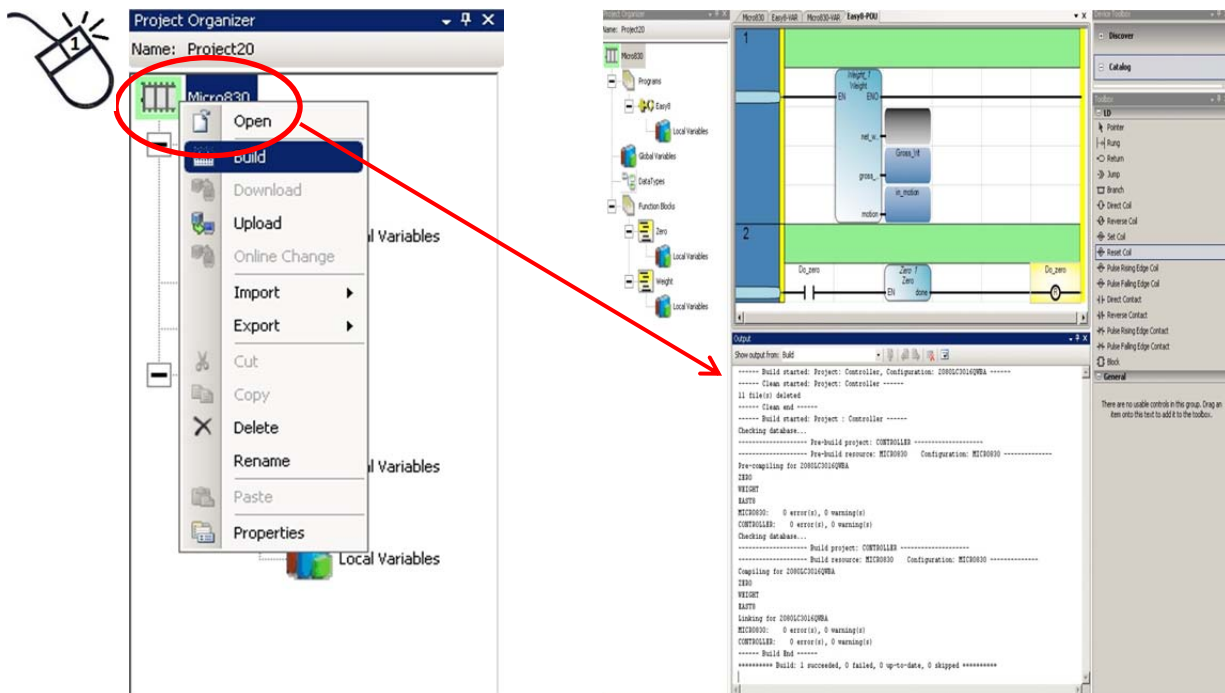 1
Project Organizer
Name: Project20
Micro830
Open
Build
Download
Upload
Online Change
Import
Export
Cut
Copy
Delete
Rename
Paste
Properties
l Variables
l Variables
Local Variables
Project Organizer
Name: Project20
Micro830
Programs
Easy8
Local Variables
Global Variables
DataTypes
Function Blocks
Zero
Local Variables
Weight
Local Variables
Micro830 Easy8-VAR Micro830-VAR Easy8-POU
1
Weight_1
Weight
EN ENO
net_w..
Gross_Wt
gross_..
in_motion
motion
2
Do_zero
Zero_1
Zero
EN done
Do_zero
R
Output
Show output from: Build
------ Build started: Project: Controller, Configuration: 2080LC3016QWBA ------
------ Clean started: Project: Controller ------
11 file(s) deleted
------ Clean end ------
------ Build started: Project : Controller ------
Checking database...
------------------- Pre-build project: CONTROLLER -------------------
------------------- Pre-build resource: MICRO830 Configuration: MICRO830 -------------
Pre-compiling for 2080LC3016QWBA
ZERO
WEIGHT
EASY8
MICRO830: 0 error(s), 0 warning(s)
CONTROLLER: 0 error(s), 0 warning(s)
Checking database...
------------------- Build project: CONTROLLER -------------------
------------------- Build resource: MICRO830 Configuration: MICRO830 -------------
Compiling for 2080LC3016QWBA
ZERO
WEIGHT
EASY8
Linking for 2080LC3016QWBA
MICRO830: 0 error(s), 0 warning(s)
CONTROLLER: 0 error(s), 0 warning(s)
------ Build End ------
========== Build: 1 succeeded, 0 failed, 0 up-to-date, 0 skipped ==========
Device Toolbox
Discover
Catalog
Toolbox
LD
Pointer
Rung
Return
Jump
Branch
Direct Coil
Reverse Coil
Set Coil
Reset Coil
Pulse Rising Edge Coil
Pulse Falling Edge Coil
Direct Contact
Reverse Contact
Pulse Rising Edge Contact
Pulse Falling Edge Contact
Block
General
There are no usable controls in this group. Drag an
item onto this text to add it to the toolbox.